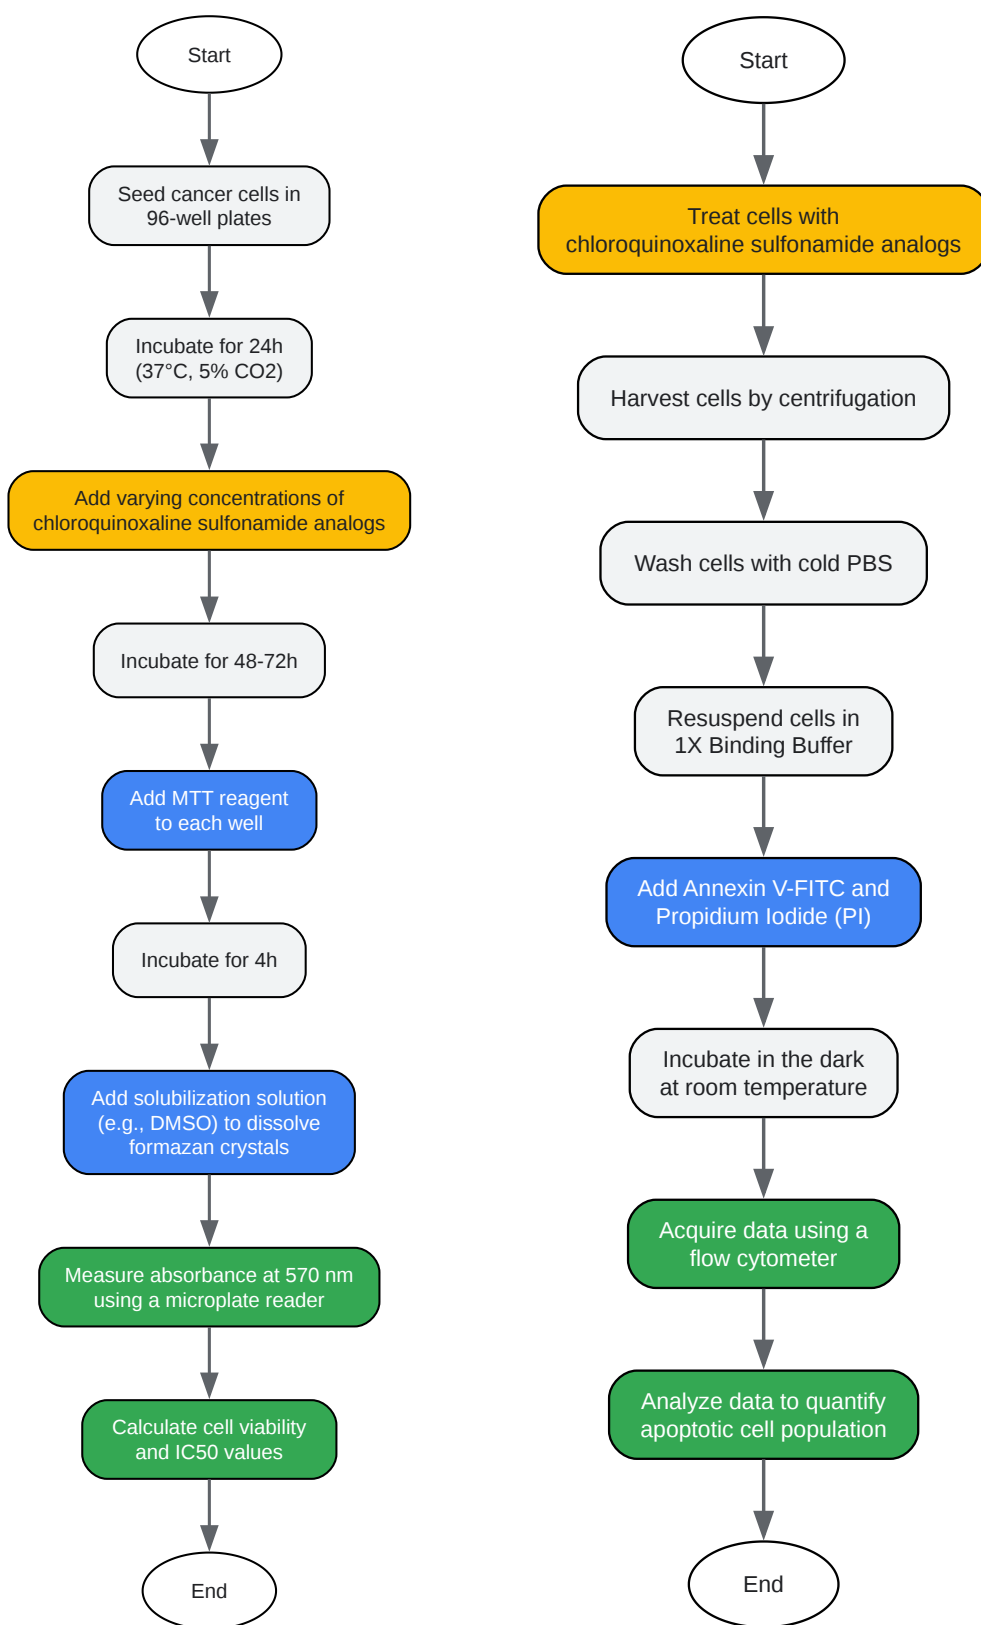 Start
Seed cancer cells in
96-well plates
Incubate for 24h
(37°C, 5% CO2)
Add varying concentrations of
chloroquinoxaline sulfonamide analogs
Incubate for 48-72h
Add MTT reagent
to each well
Incubate for 4h
Add solubilization solution
(e.g., DMSO) to dissolve
formazan crystals
Measure absorbance at 570 nm
using a microplate reader
Calculate cell viability
and IC50 values
End
Start
Treat cells with
chloroquinoxaline sulfonamide analogs
Harvest cells by centrifugation
Wash cells with cold PBS
Resuspend cells in
1X Binding Buffer
Add Annexin V-FITC and
Propidium Iodide (PI)
Incubate in the dark
at room temperature
Acquire data using a
flow cytometer
Analyze data to quantify
apoptotic cell population
End